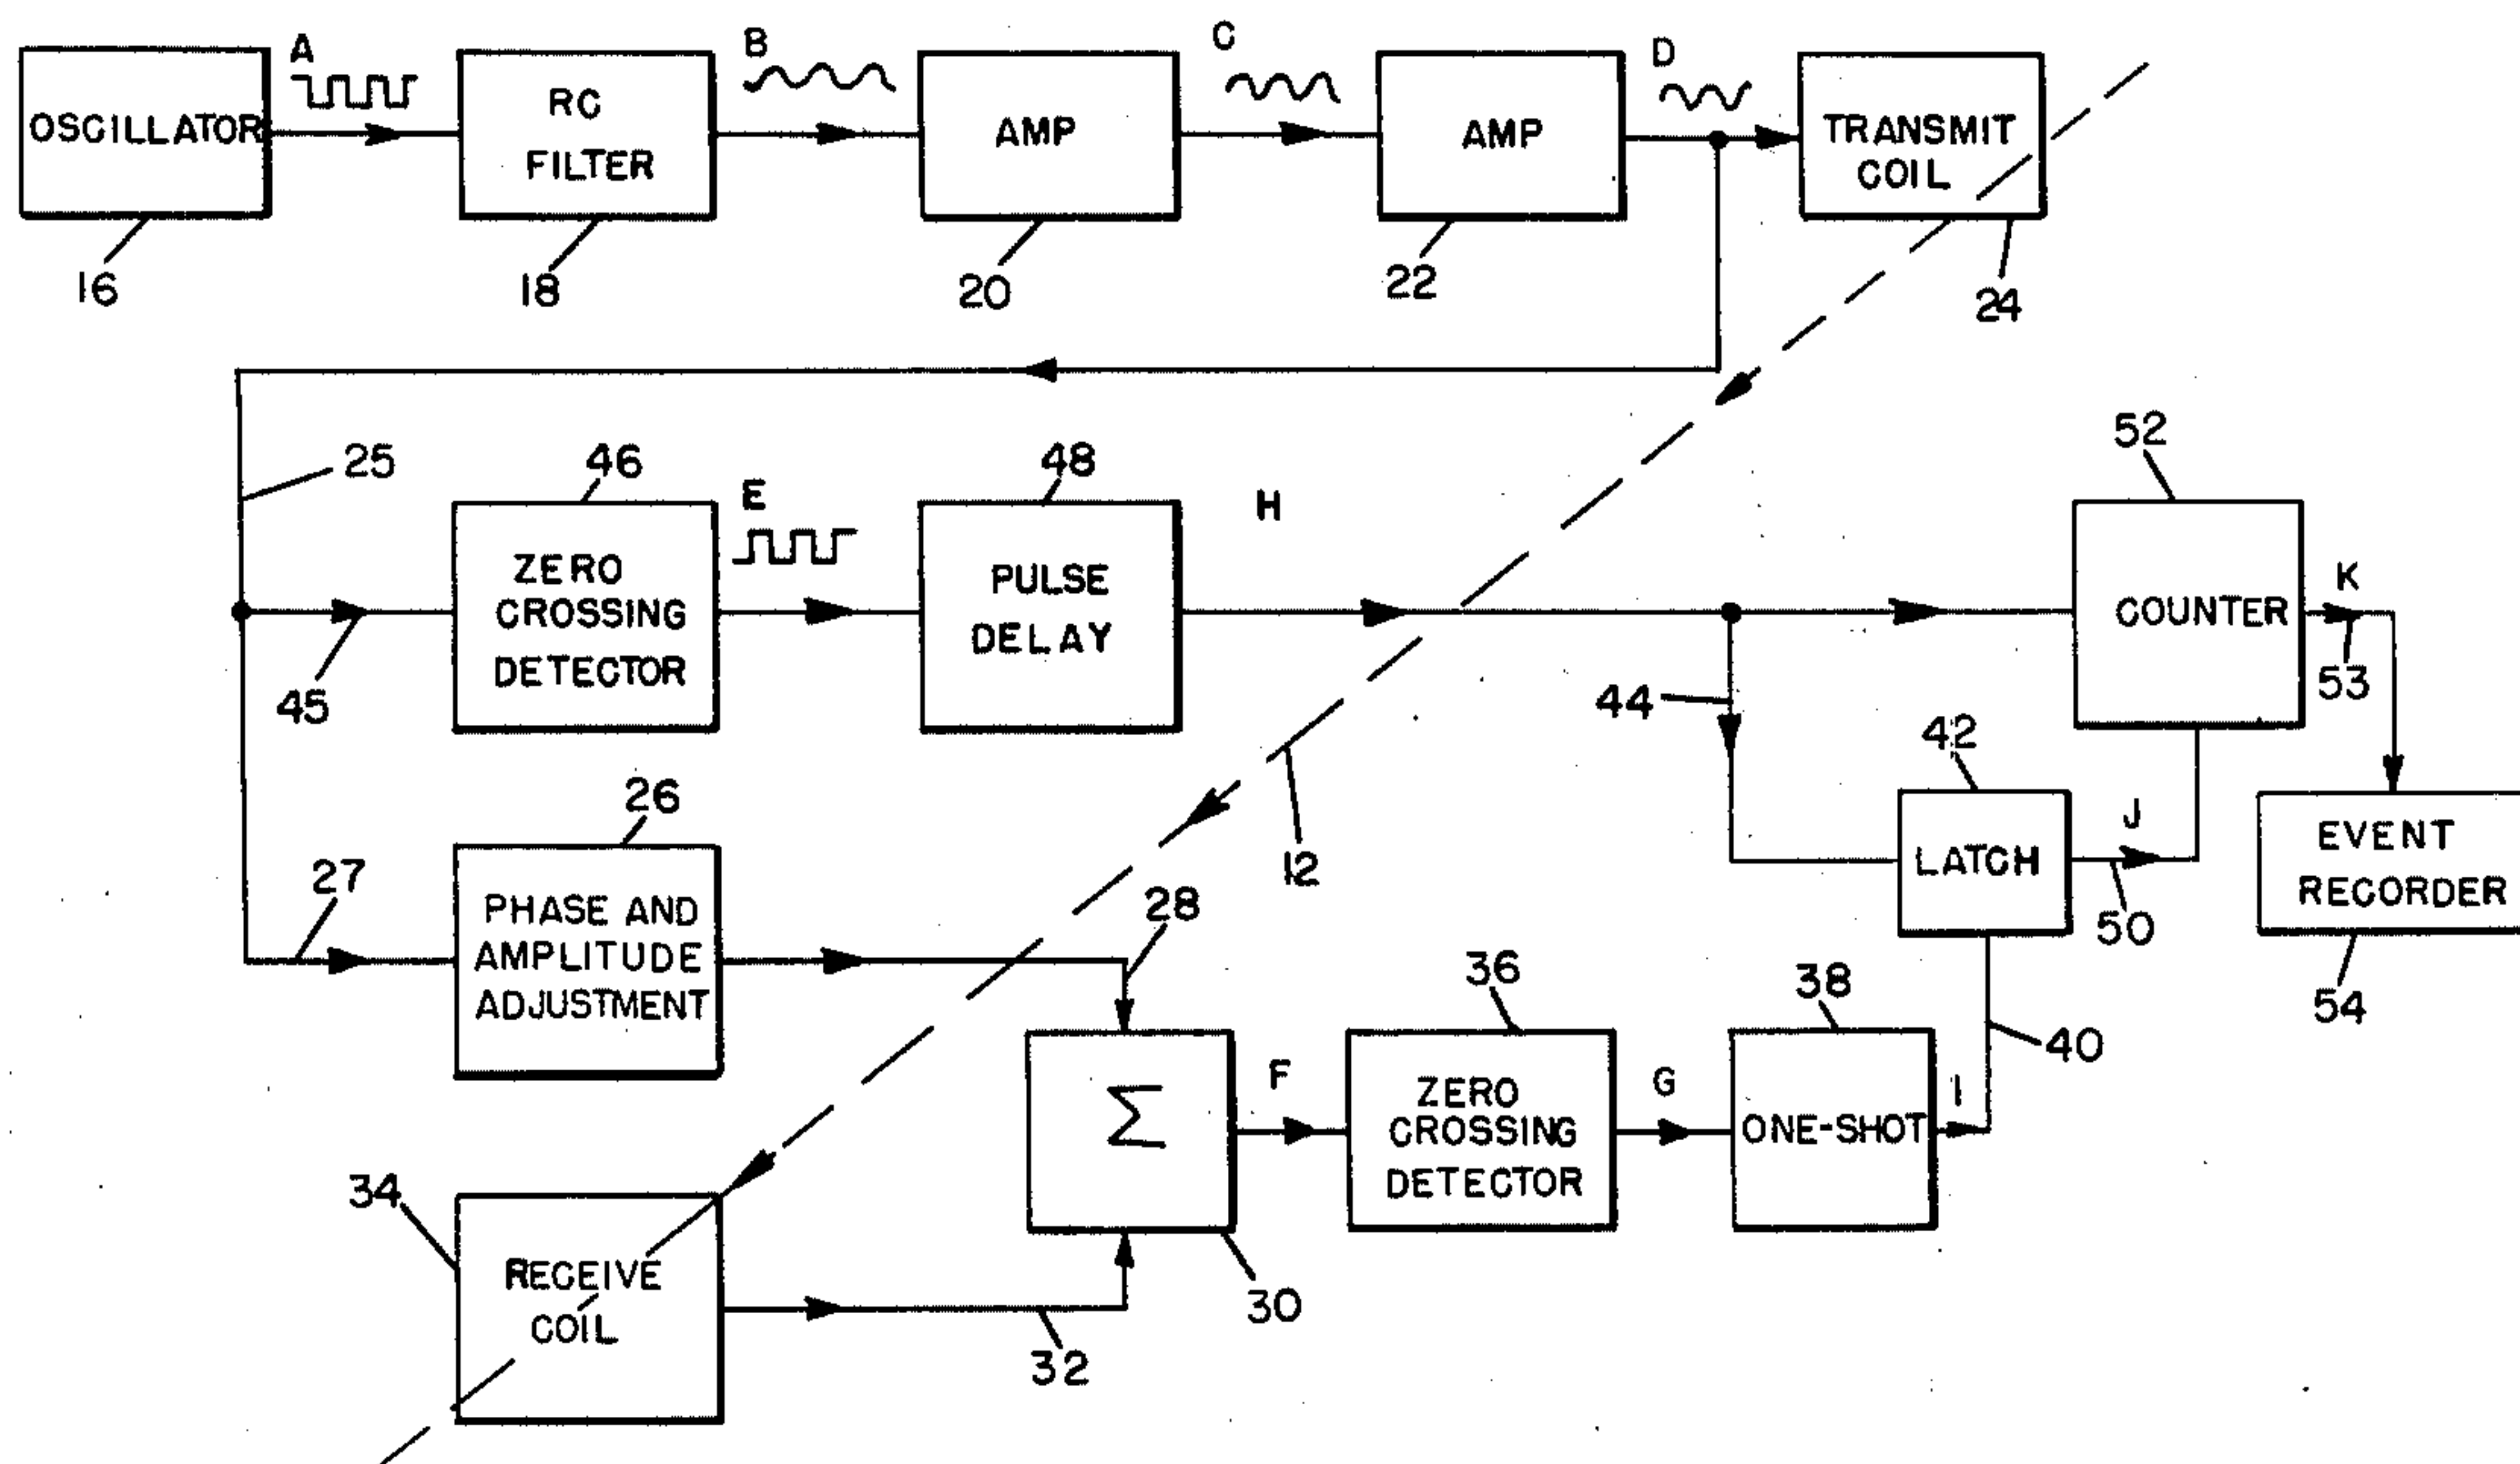 A
B
C
D
OSCILLATOR
RC
FILTER
AMP
AMP
TRANSMIT
COIL
16
18
20
22
24
25
46
E
48
H
52
ZERO
CROSSING
DETECTOR
PULSE
DELAY
COUNTER
K
45
44
53
42
26
12
27
28
PHASE AND
AMPLITUDE
ADJUSTMENT
LATCH
J
50
EVENT
RECORDER
54
36
38
40
34
Σ
F
ZERO
CROSSING
DETECTOR
G
ONE-SHOT
I
RECEIVE
COIL
32
30